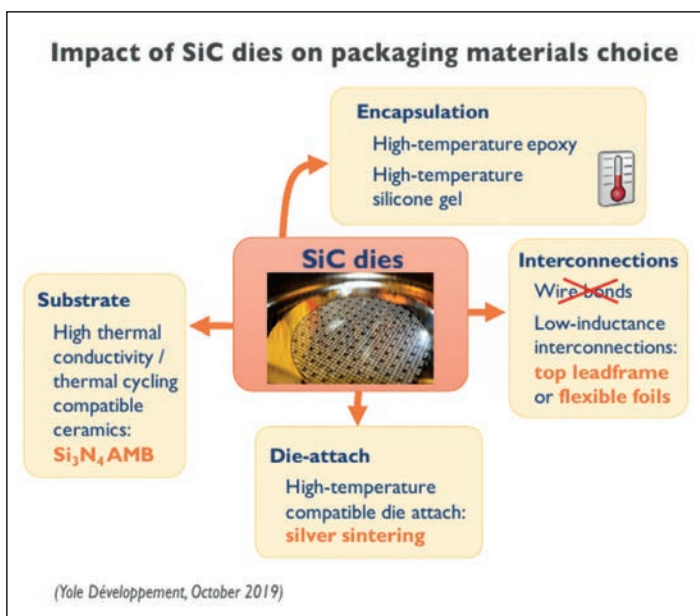 Impact of SiC dies on packaging materials choice
Encapsulation
High-temperature epoxy
High-temperature
silicone gel
SiC dies
Interconnections
Wire bonds
Low-inductance
interconnections:
top leadframe
or flexible foils
Substrate
High thermal
conductivity /
thermal cycling
compatible
ceramics:
Si₃N₄ AMB
Die-attach
High-temperature
compatible die attach:
silver sintering
(Yole Développement, October 2019)